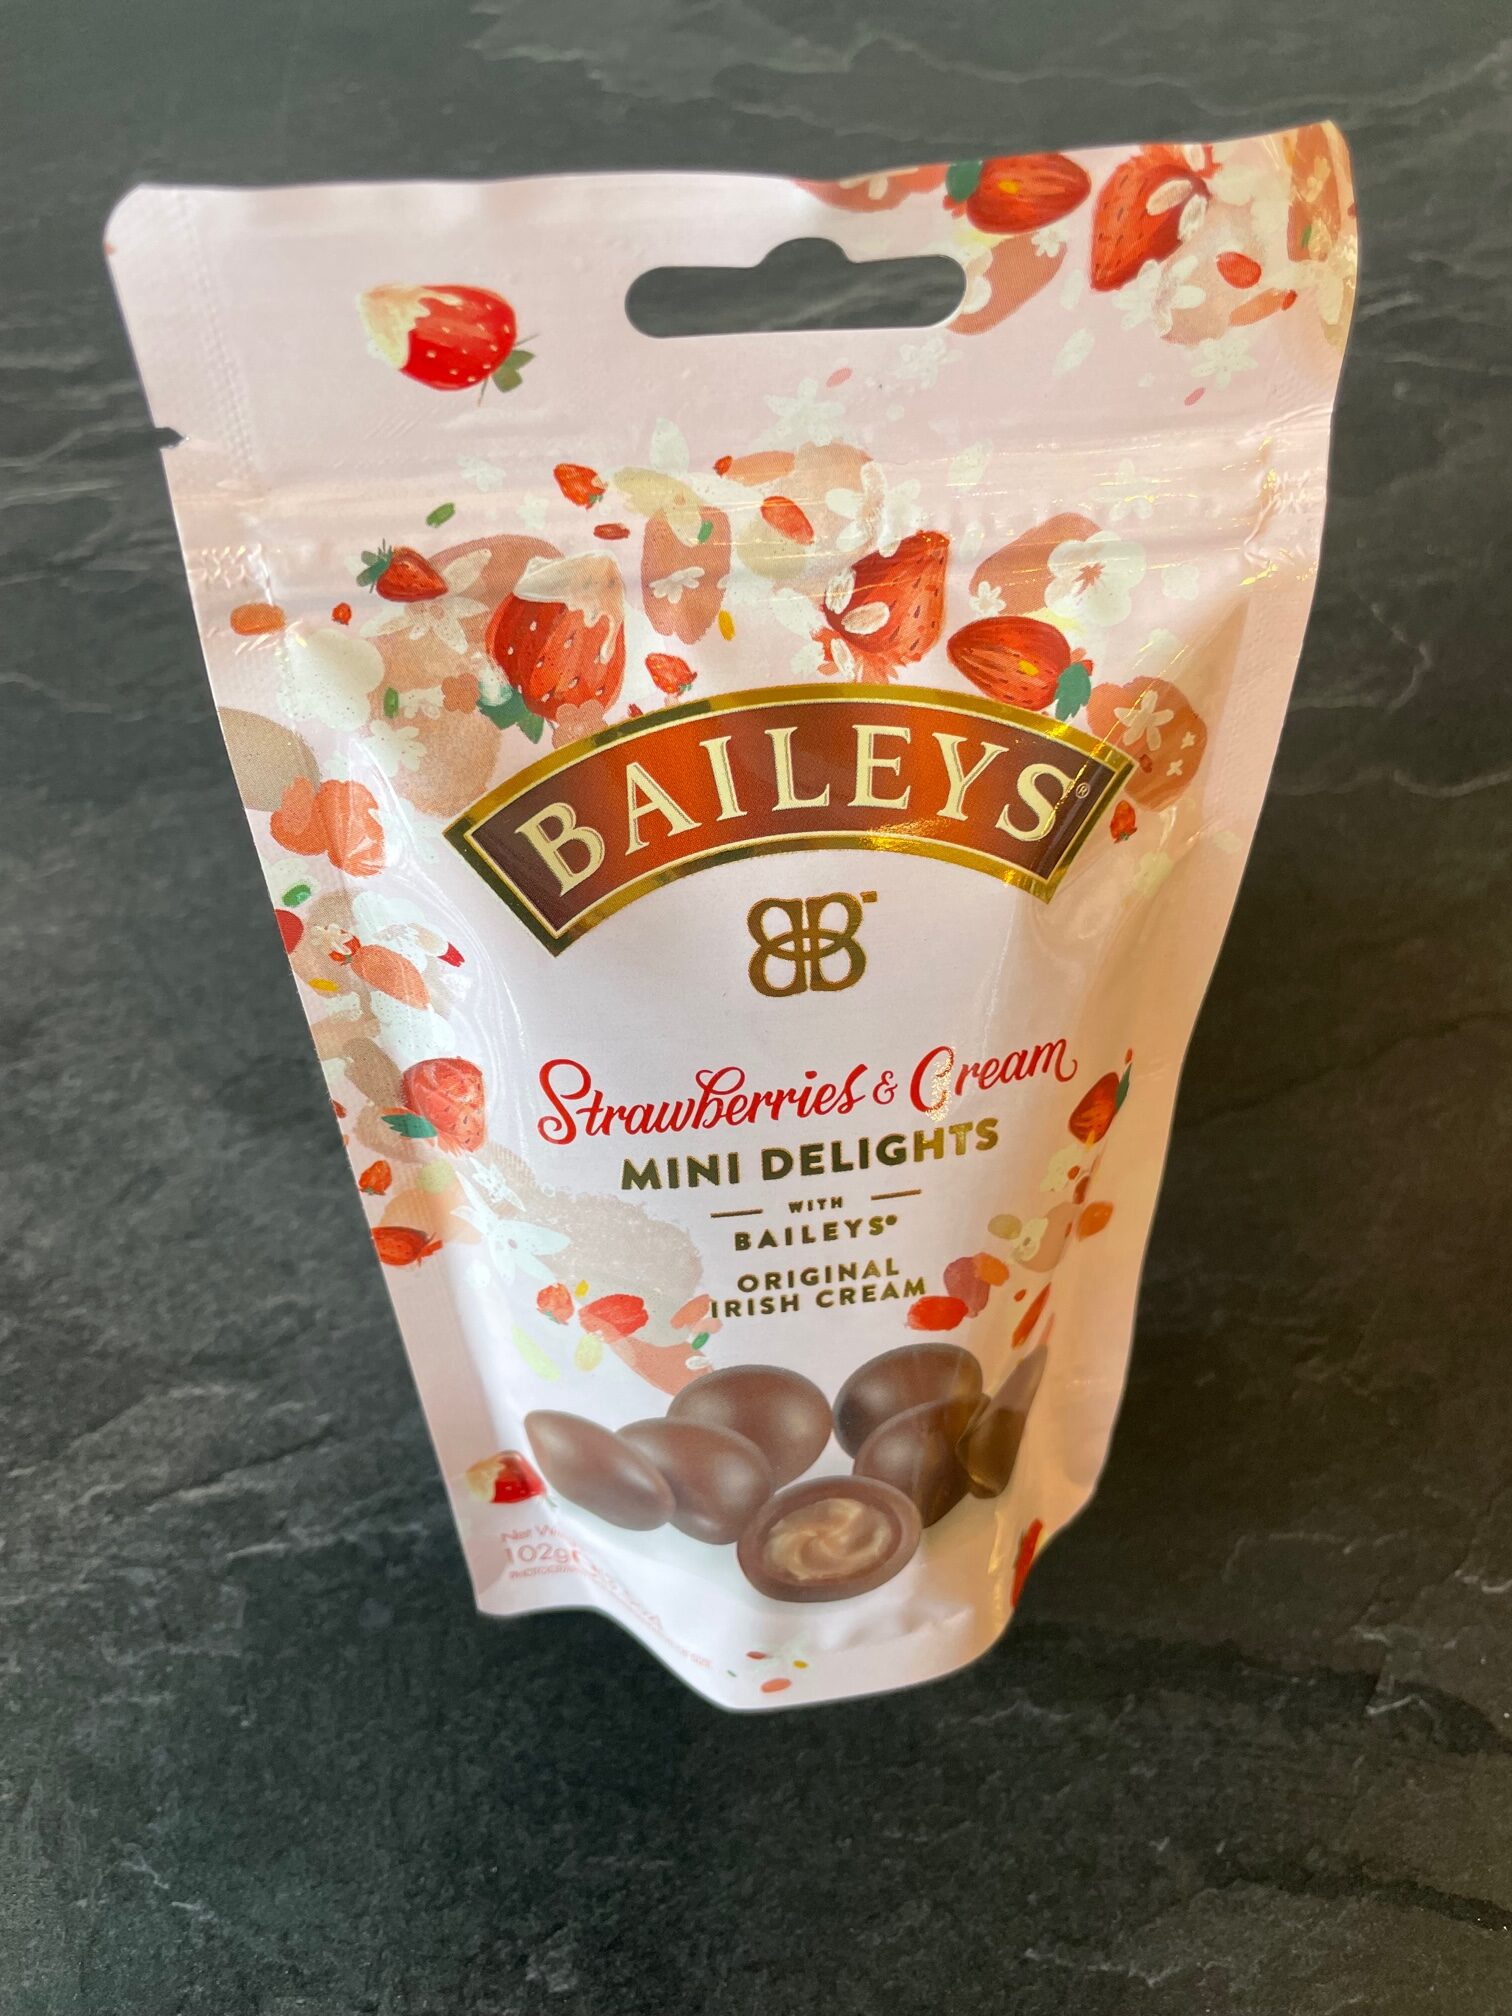 BAILEYS®
Strawberries & Cream
MINI DELIGHTS
WITH
BAILEYS®
ORIGINAL
IRISH CREAM
102g